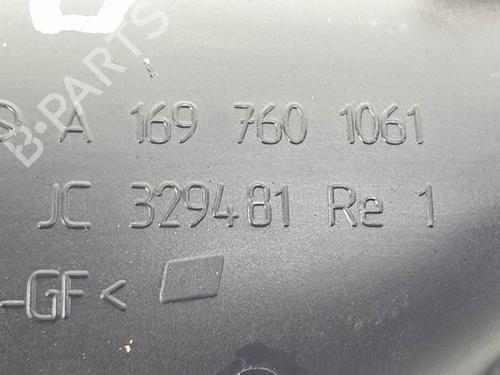 B-PARTS
A 169 760 1061
JC 329481 Re 1
-GF<